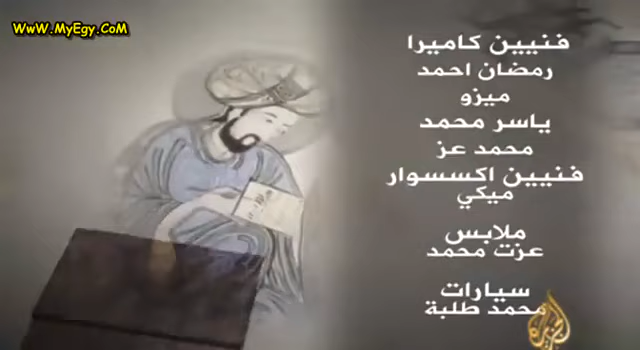 WwW.MyEgy.CoM
فنيين كاميرا
رمضان احمد
ميزو
ياسر محمد
محمد عز
فنيين اكسسوار
ميكي
ملابس
عزت محمد
سيارات
محمد طلبة
الجزيرة